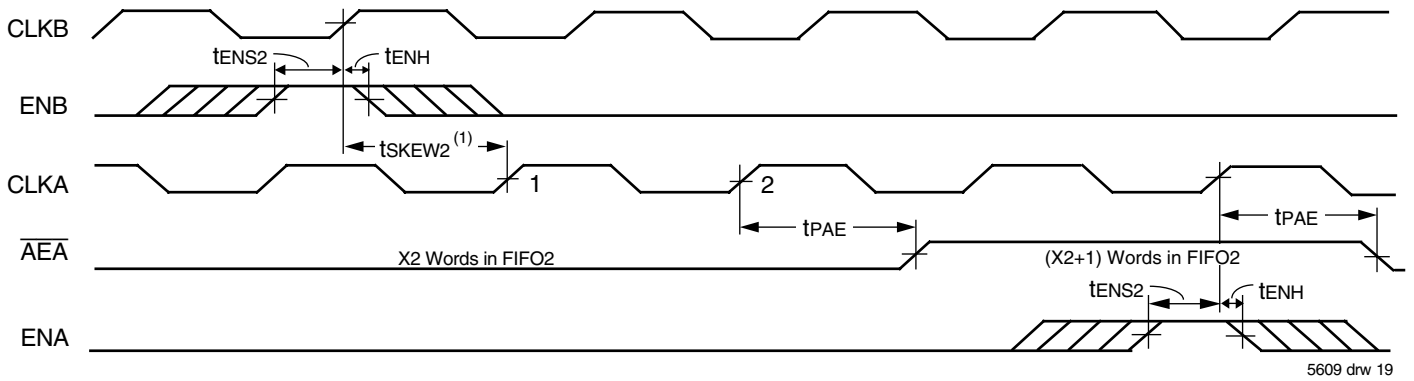 CLKB
tENS2 tENH
ENB
tSKEW2 (1)
CLKA 1 2
tPAE tPAE
AEA X2 Words in FIFO2 (X2+1) Words in FIFO2
tENS2 tENH
ENA
5609 drw 19